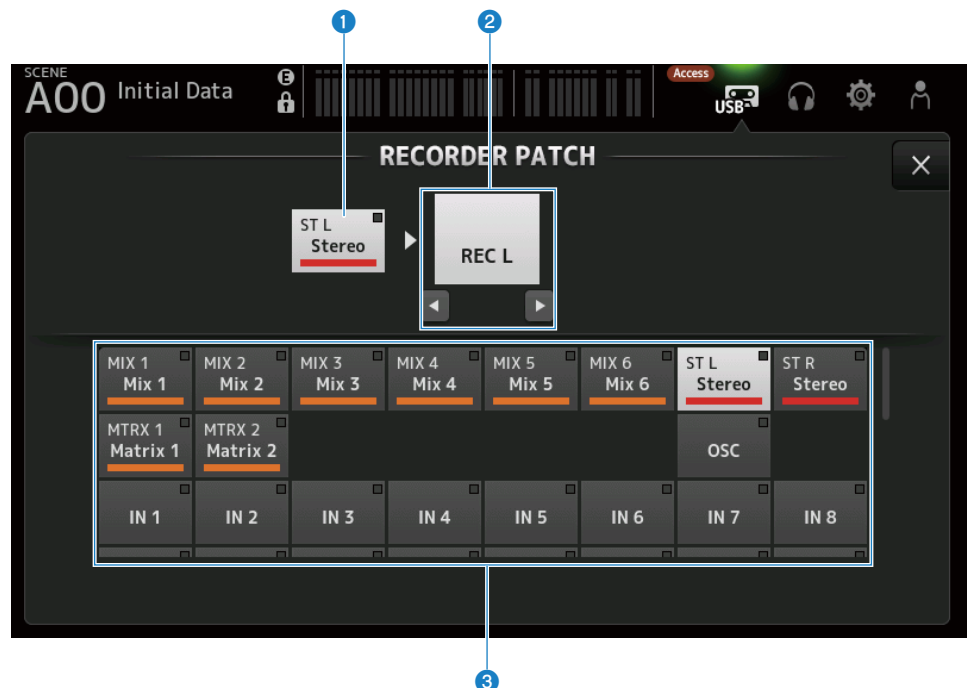 1 2
SCENE
A00 Initial Data E Access USB
RECORDER PATCH
ST L
Stereo
REC L
MIX 1 MIX 2 MIX 3 MIX 4 MIX 5 MIX 6 ST L ST R
Mix 1 Mix 2 Mix 3 Mix 4 Mix 5 Mix 6 Stereo Stereo
MTRX 1 MTRX 2
Matrix 1 Matrix 2 OSC
IN 1 IN 2 IN 3 IN 4 IN 5 IN 6 IN 7 IN 8
3